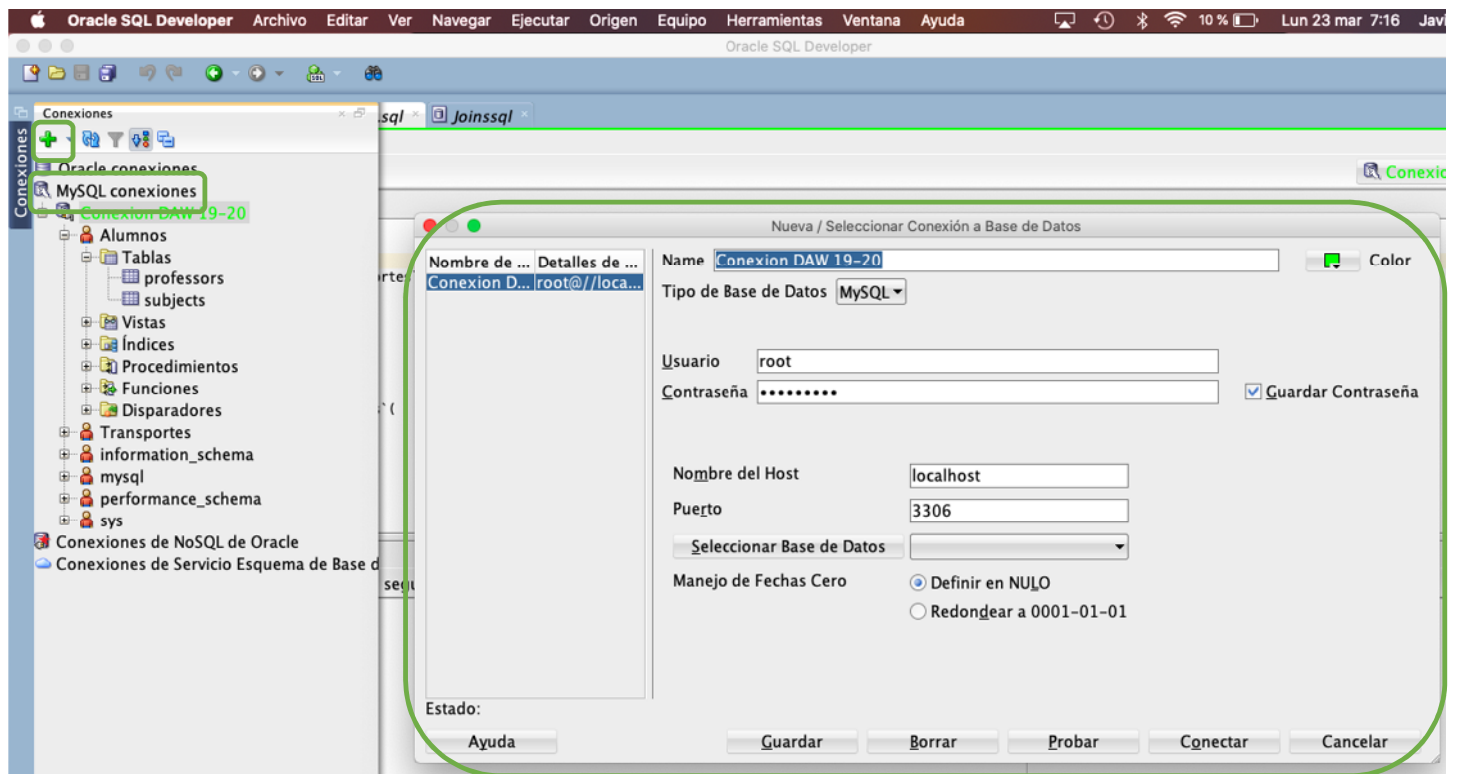 Oracle SQL Developer Archivo Editar Ver Navegar Ejecutar Origen Equipo Herramientas Ventana Ayuda 10 % Lun 23 mar 7:16 Javi
Oracle SQL Developer
Conexiones
.sql Joinssql
Conexiones
Oracle conexiones
MySQL conexiones
Conexion DAW 19-20
Alumnos
Tablas
professors
subjects
Vistas
Índices
Procedimientos
Funciones
Disparadores
Transportes
information_schema
mysql
performance_schema
sys
Conexiones de NoSQL de Oracle
Conexiones de Servicio Esquema de Base d
Nueva / Seleccionar Conexión a Base de Datos
Nombre de ... Detalles de ...
Conexion D... root@//loca...
Name Conexion DAW 19-20 Color
Tipo de Base de Datos MySQL
Usuario root
Contraseña ••••••••• Guardar Contraseña
Nombre del Host localhost
Puerto 3306
Seleccionar Base de Datos
Manejo de Fechas Cero Definir en NULO
Redondear a 0001-01-01
Estado:
Ayuda Guardar Borrar Probar Conectar Cancelar